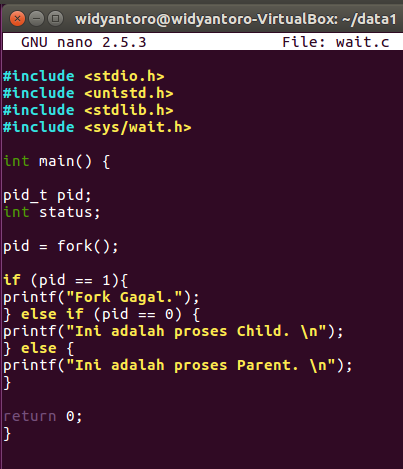 widyantoro@widyantoro-VirtualBox: ~/data1
GNU nano 2.5.3 File: wait.c
#include <stdio.h>
#include <unistd.h>
#include <stdlib.h>
#include <sys/wait.h>
int main() {
pid_t pid;
int status;
pid = fork();
if (pid == 1){
printf("Fork Gagal.");
} else if (pid == 0) {
printf("Ini adalah proses Child. \n");
} else {
printf("Ini adalah proses Parent. \n");
}
return 0;
}